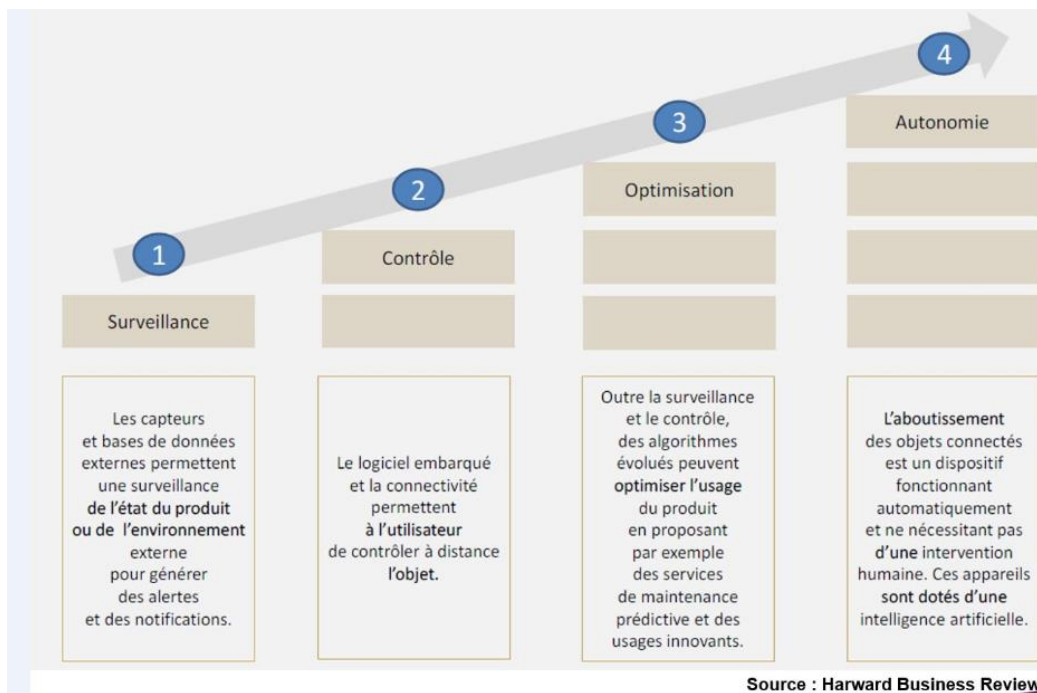 1
2
3
4
Surveillance
Contrôle
Optimisation
Autonomie
Les capteurs
et bases de données
externes permettent
une surveillance
de l'état du produit
ou de l'environnement
externe
pour générer
des alertes
et des notifications.
Le logiciel embarqué
et la connectivité
permettent
à l'utilisateur
de contrôler à distance
l'objet.
Outre la surveillance
et le contrôle,
des algorithmes
évolués peuvent
optimiser l'usage
du produit
en proposant
par exemple
des services
de maintenance
prédictive et des
usages innovants.
L'aboutissement
des objets connectés
est un dispositif
fonctionnant
automatiquement
et ne nécessitant pas
d'une intervention
humaine. Ces appareils
sont dotés d'une
intelligence artificielle.
Source : Harward Business Review